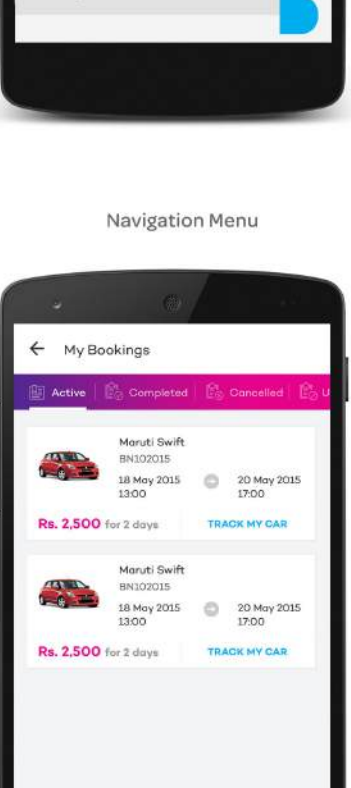 Navigation Menu
My Bookings
Active Completed Cancelled U
Maruti Swift
BN102015
18 May 2015 20 May 2015
13:00 17:00
Rs. 2,500 for 2 days TRACK MY CAR
Maruti Swift
BN102015
18 May 2015 20 May 2015
13:00 17:00
Rs. 2,500 for 2 days TRACK MY CAR